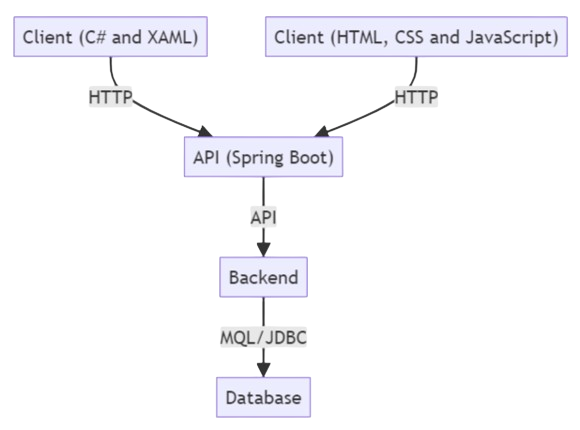 Client (C# and XAML)
Client (HTML, CSS and JavaScript)
HTTP
HTTP
API (Spring Boot)
API
Backend
MQL/JDBC
Database